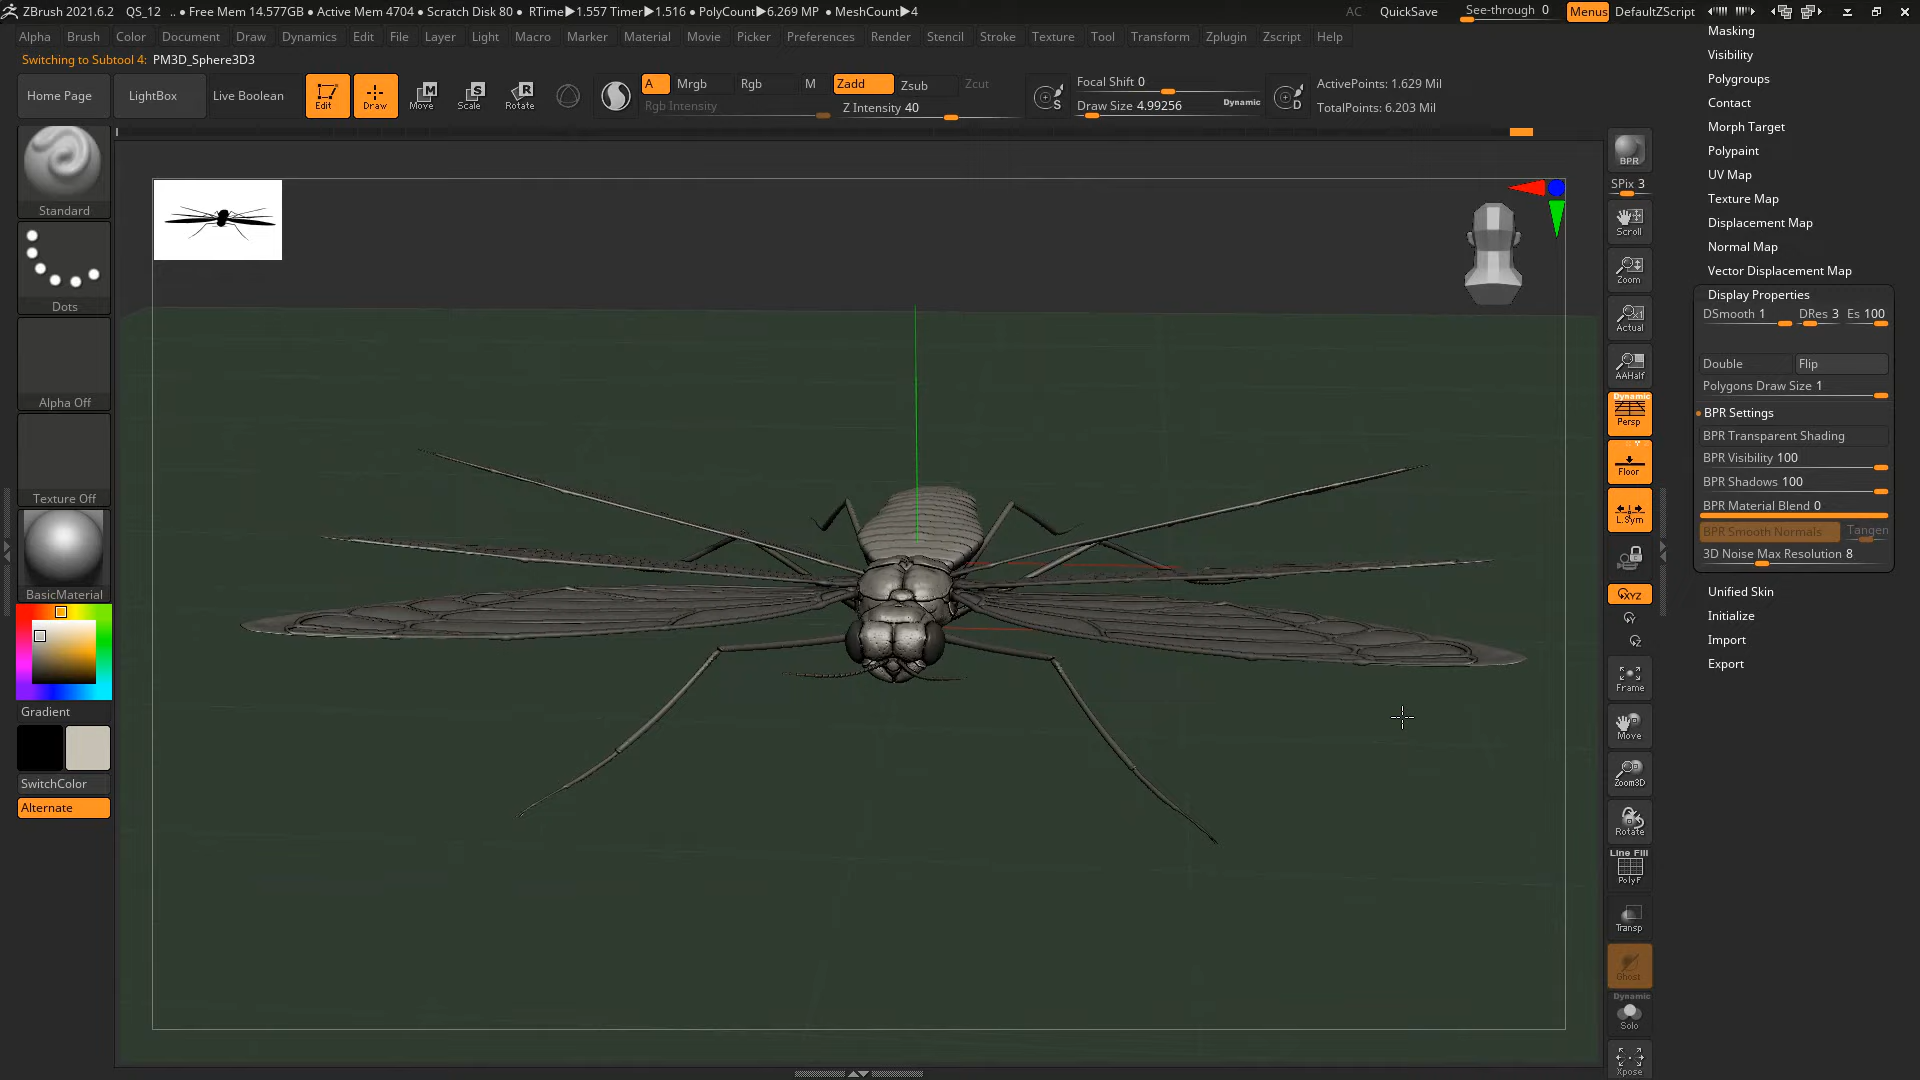 ZBrush 2021.6.2 QS_12 .. ● Free Mem 14.577GB ● Active Mem 4704 ● Scratch Disk 80 ● RTime▶1.557 Timer▶1.516 ● PolyCount▶6.269 MP ● MeshCount▶4 AC QuickSave See-through 0 Menus DefaultZScript
Alpha Brush Color Document Draw Dynamics Edit File Layer Light Macro Marker Material Movie Picker Preferences Render Stencil Stroke Texture Tool Transform Zplugin Zscript Help
Switching to Subtool 4: PM3D_Sphere3D3
Home Page LightBox Live Boolean Edit Draw Move Scale Rotate
M S R
A Mrgb Rgb M Zadd Zsub Zcut
Rgb Intensity Z Intensity 40
S Focal Shift 0
Draw Size 4.99256 Dynamic D
ActivePoints: 1.629 Mil
TotalPoints: 6.203 Mil
Standard
Dots
Alpha Off
Texture Off
BasicMaterial
Gradient
SwitchColor
Alternate
BPR
SPix 3
Scroll
Zoom
Actual
AAHalf
Dynamic
Persp
Floor
L.Sym
XYZ
Y
Z
Frame
Move
Zoom3D
Rotate
Line Fill
PolyF
Transp
Ghost
Dynamic
Solo
Xpose
Masking
Visibility
Polygroups
Contact
Morph Target
Polypaint
UV Map
Texture Map
Displacement Map
Normal Map
Vector Displacement Map
Display Properties
DSmooth 1 DRes 3 Es 100
Double Flip
Polygons Draw Size 1
BPR Settings
BPR Transparent Shading
BPR Visibility 100
BPR Shadows 100
BPR Material Blend 0
BPR Smooth Normals Tangen
3D Noise Max Resolution 8
Unified Skin
Initialize
Import
Export